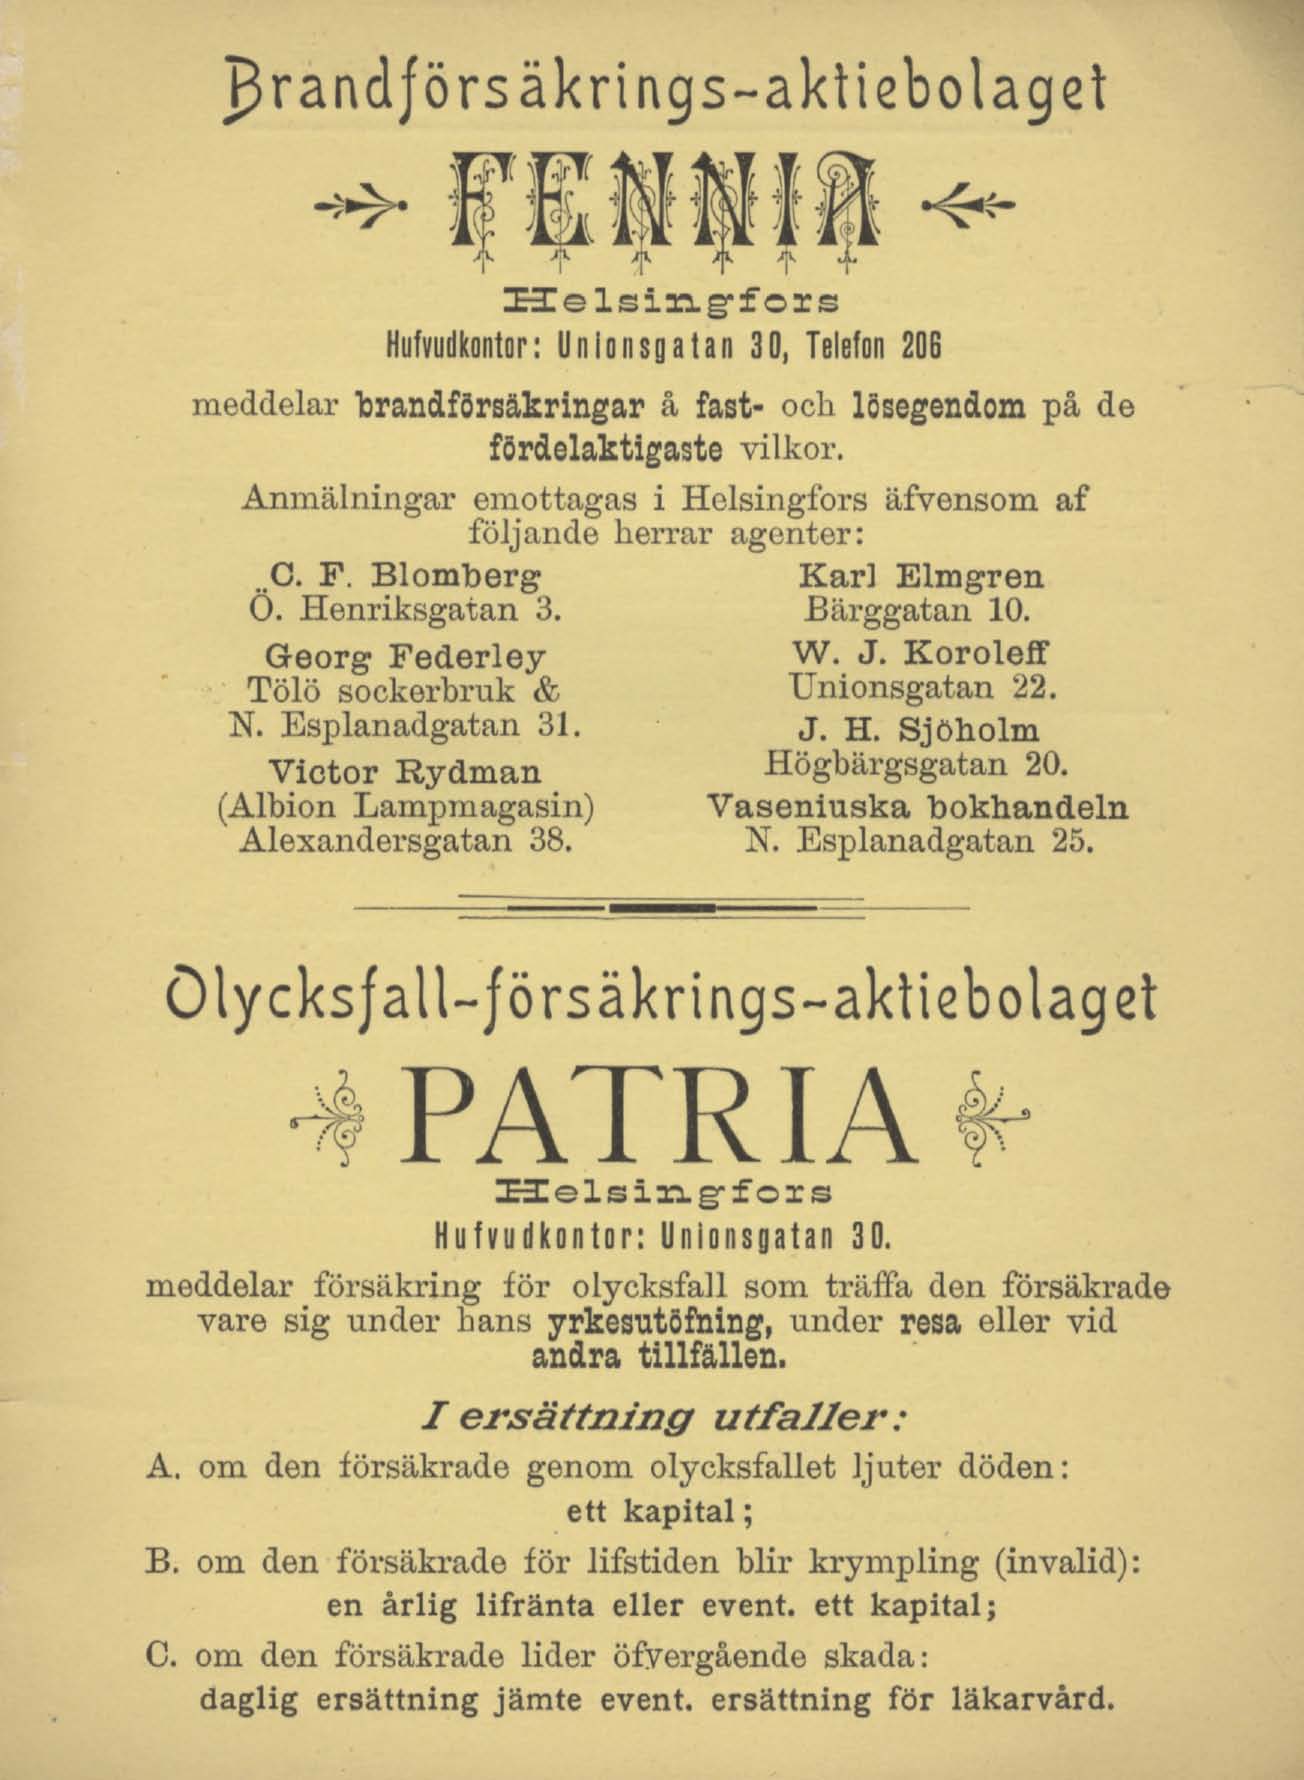 Brandförsäkrings-aktiebolaget
FENNIA
Helsingfors
Hufvudkontor: Unionsgatan 30, Telefon 206
meddelar brandförsäkringar å fast- och lösegendom på de
fördelaktigaste vilkor.
Anmälningar emottagas i Helsingfors äfvensom af
följande herrar agenter:
C. F. Blomberg
Ö. Henriksgatan 3.
Georg Federley
Tölö sockerbruk &
N. Esplanadgatan 31.
Victor Rydman
(Albion Lampmagasin)
Alexandersgatan 38.
Karl Elmgren
Bärggatan 10.
W. J. Koroleff
Unionsgatan 22.
J. H. Sjöholm
Högbärgsgatan 20.
Vaseniuska bokhandeln
N. Esplanadgatan 25.
Olycksfall-försäkrings-aktiebolaget
PATRIA
Helsingfors
Hufvudkontor: Unionsgatan 30.
meddelar försäkring för olycksfall som träffa den försäkrade
vare sig under hans yrkesutöfning, under resa eller vid
andra tillfällen.
I ersättning utfaller:
A. om den försäkrade genom olycksfallet ljuter döden:
ett kapital;
B. om den försäkrade för lifstiden blir krympling (invalid):
en årlig lifränta eller event. ett kapital;
C. om den försäkrade lider öfvergående skada:
daglig ersättning jämte event. ersättning för läkarvård.